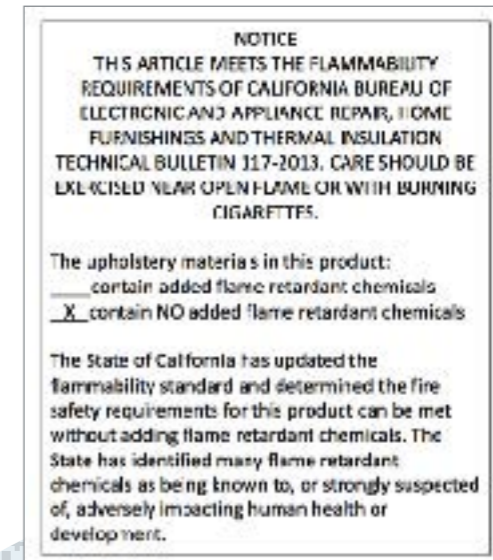 NOTICE
THIS ARTICLE MEETS THE FLAMMABILITY
REQUIREMENTS OF CALIFORNIA BUREAU OF
ELECTRONIC AND APPLIANCE REPAIR, HOME
FURNISHINGS AND THERMAL INSULATION
TECHNICAL BULLETIN 117-2013. CARE SHOULD BE
EXERCISED NEAR OPEN FLAME OR WITH BURNING
CIGARETTES.
The upholstery materials in this product:
____contain added flame retardant chemicals
_X_contain NO added flame retardant chemicals
The State of California has updated the
flammability standard and determined the fire
safety requirements for this product can be met
without adding flame retardant chemicals. The
State has identified many flame retardant
chemicals as being known to, or strongly suspected
of, adversely impacting human health or
development.